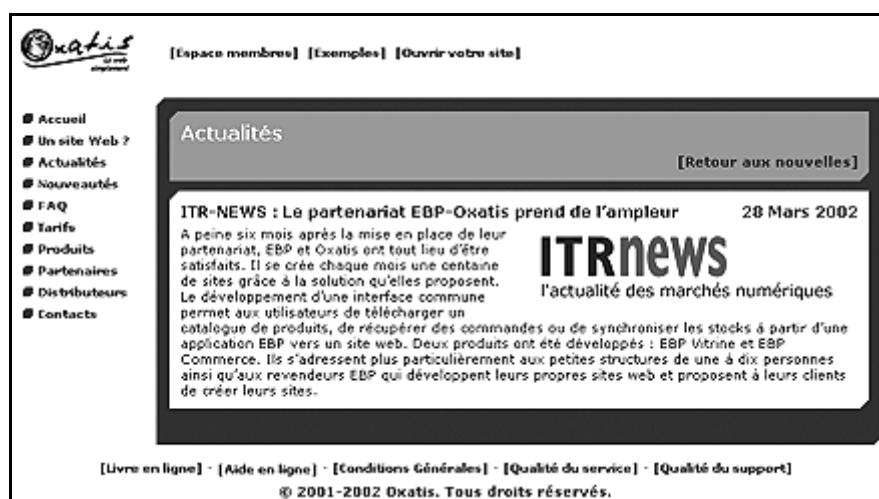 Oxatis
le web
simplement
[Espace membres] [Exemples] [Ouvrir votre site]
Accueil
Un site Web ?
Actualités
Nouveautés
FAQ
Tarifs
Produits
Partenaires
Distributeurs
Contacts
Actualités
[Retour aux nouvelles]
ITR-NEWS : Le partenariat EBP-Oxatis prend de l'ampleur 28 Mars 2002
A peine six mois après la mise en place de leur
partenariat, EBP et Oxatis ont tout lieu d'être
satisfaits. Il se crée chaque mois une centaine
de sites grâce à la solution qu'elles proposent.
Le développement d'une interface commune
permet aux utilisateurs de télécharger un
catalogue de produits, de récupérer des commandes ou de synchroniser les stocks á partir d'une
application EBP vers un site web. Deux produits ont été développés : EBP Vitrine et EBP
Commerce. Ils s'adressent plus particulièrement aux petites structures de une á dix personnes
ainsi qu'aux revendeurs EBP qui développent leurs propres sites web et proposent á leurs clients
de créer leurs sites.
ITRnews
l'actualité des marchés numériques
[Livre en ligne] - [Aide en ligne] - [Conditions Générales] - [Qualité du service] - [Qualité du support]
© 2001-2002 Oxatis. Tous droits réservés.